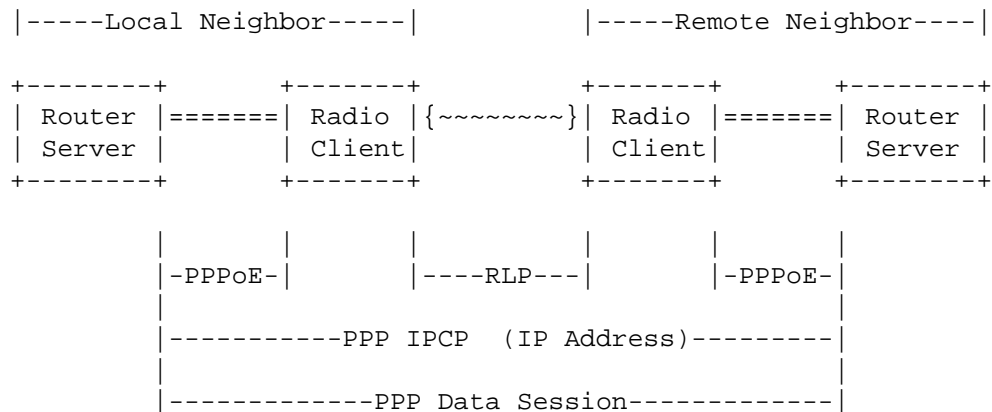 |-----Local Neighbor-----|          |-----Remote Neighbor----|
+--------+       +-------+          +-------+       +--------+
| Router |=======| Radio |{~~~~~~~~}| Radio |=======| Router |
| Server |       | Client|          | Client|       | Server |
+--------+       +-------+          +-------+       +--------+
         |       |       |          |       |       |
         |-PPPoE-|       |----RLP---|       |-PPPoE-|
         |                                          |
         |-----------PPP IPCP  (IP Address)---------|
         |                                          |
         |-------------PPP Data Session-------------|